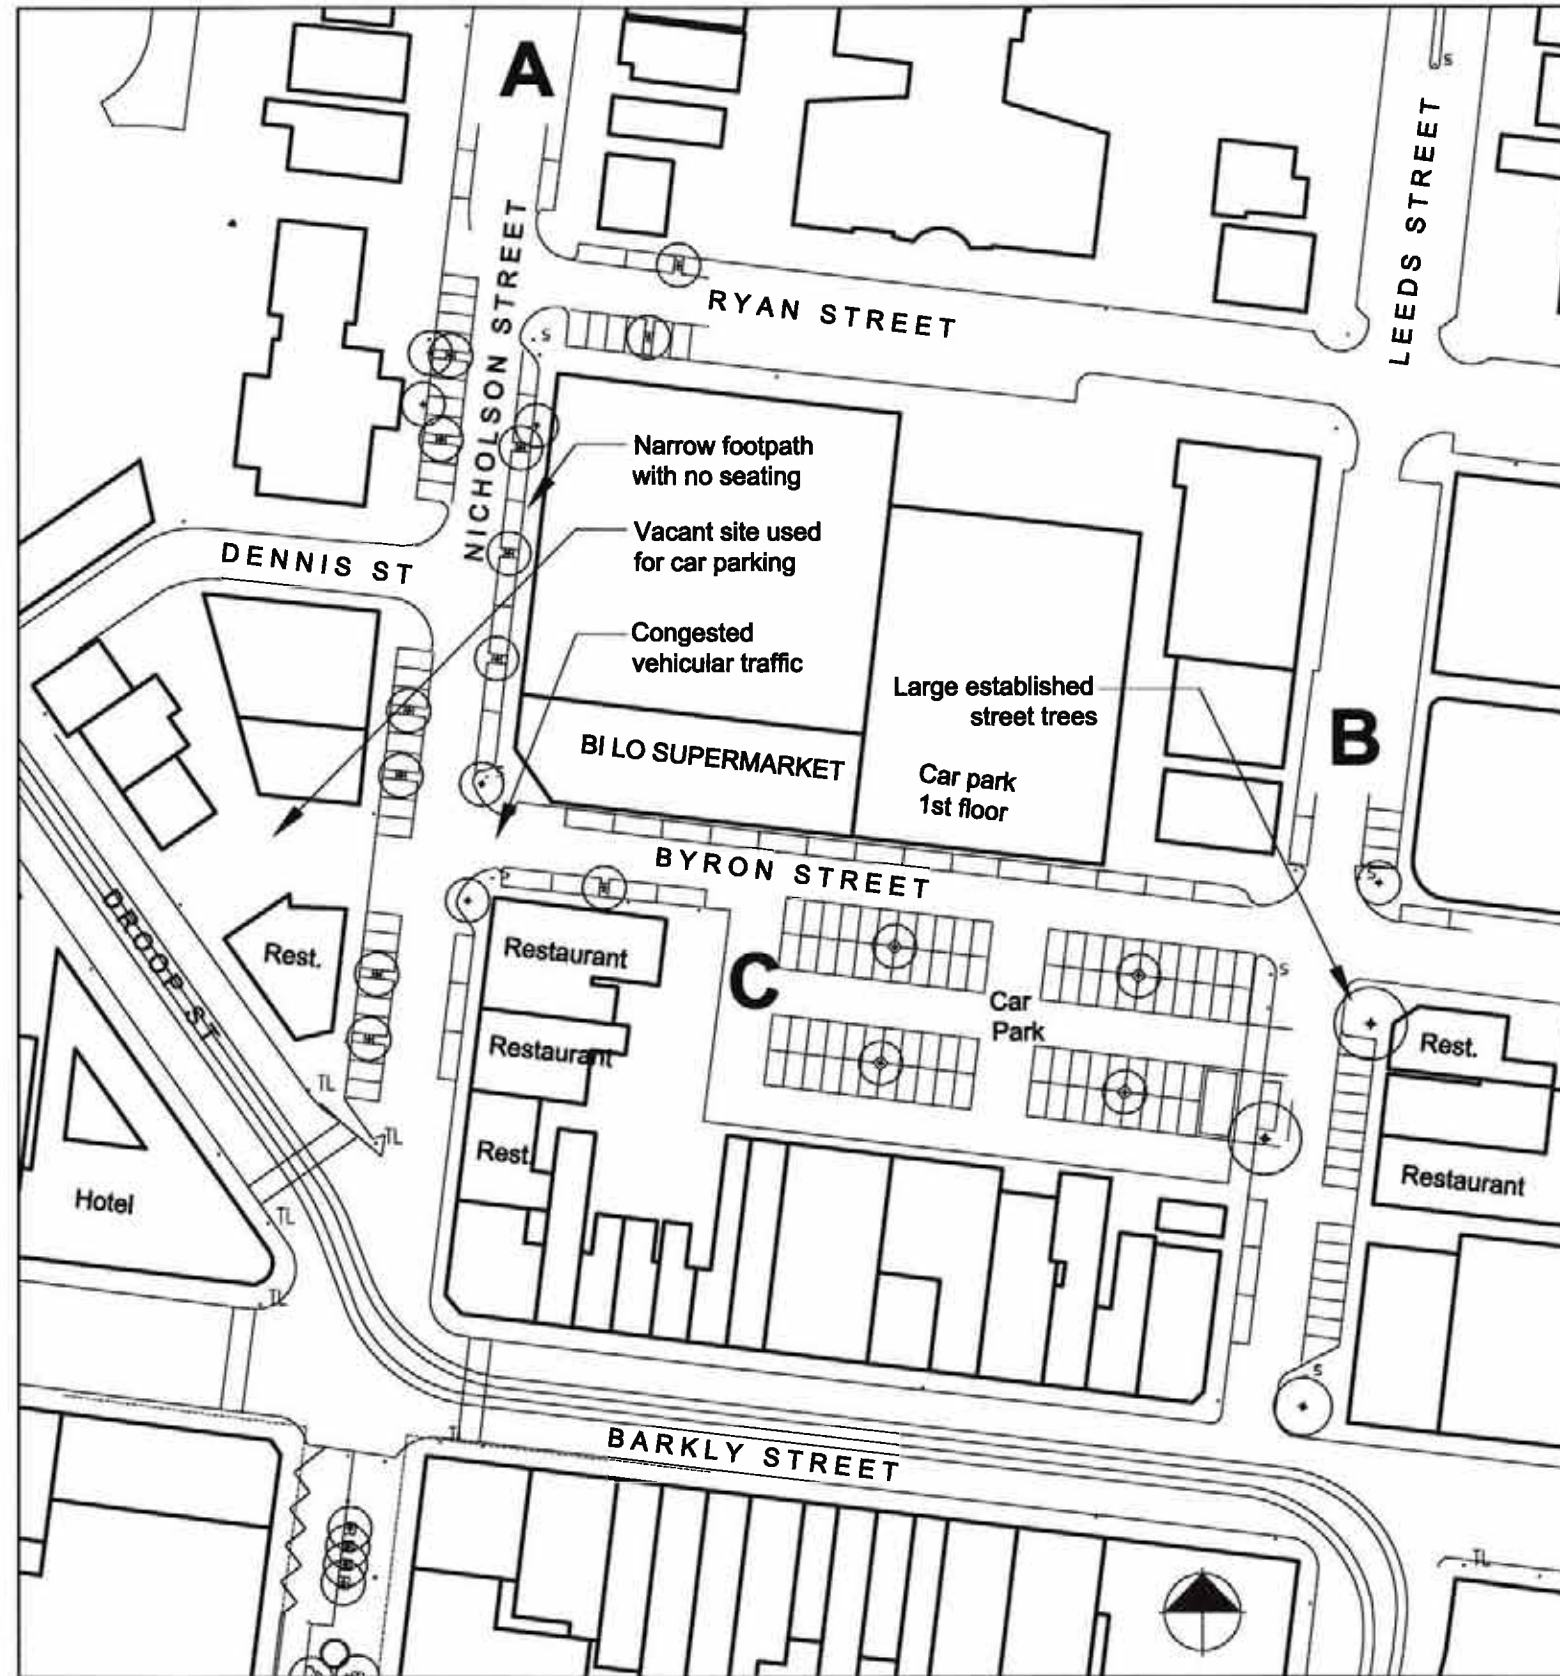 A
LEEDS STREET
S
NICHOLSON STREET
RYAN STREET
S
Narrow footpath
with no seating
Vacant site used
for car parking
DENNIS ST
Congested
vehicular traffic
Large established
street trees
B
BI LO SUPERMARKET
Car park
1st floor
BYRON STREET
S
DROOP ST
Rest.
Restaurant
C
Car
Park
S
Restaurant
Rest.
TL
TL
Rest.
Restaurant
Hotel
TL
TL
S
BARKLY STREET
TL